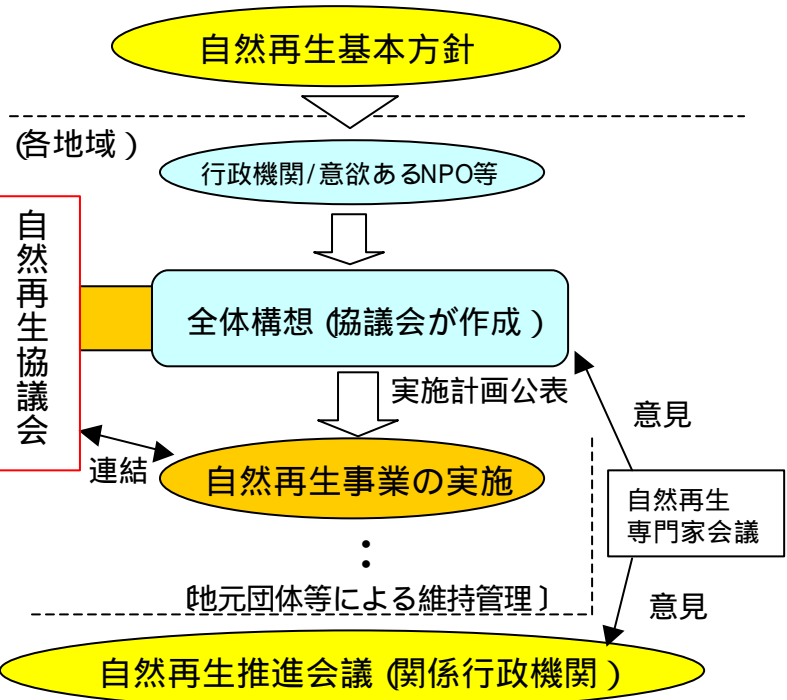 自然再生基本方針
(各地域)
行政機関/意欲あるNPO等
自然再生協議会
全体構想(協議会が作成)
実施計画公表
意見
連結
自然再生事業の実施
自然再生
専門家会議
：
〔地元団体等による維持管理〕
意見
自然再生推進会議(関係行政機関)